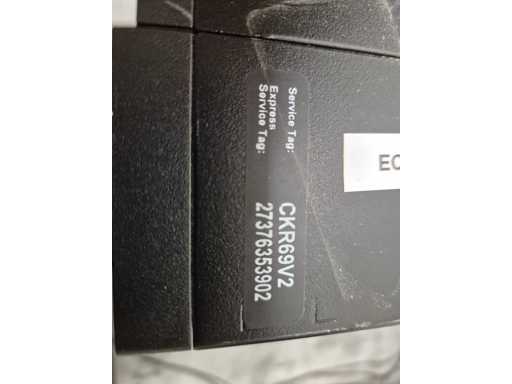 Service Tag: CKR69V2
Express
Service Tag: 27376353902
EC